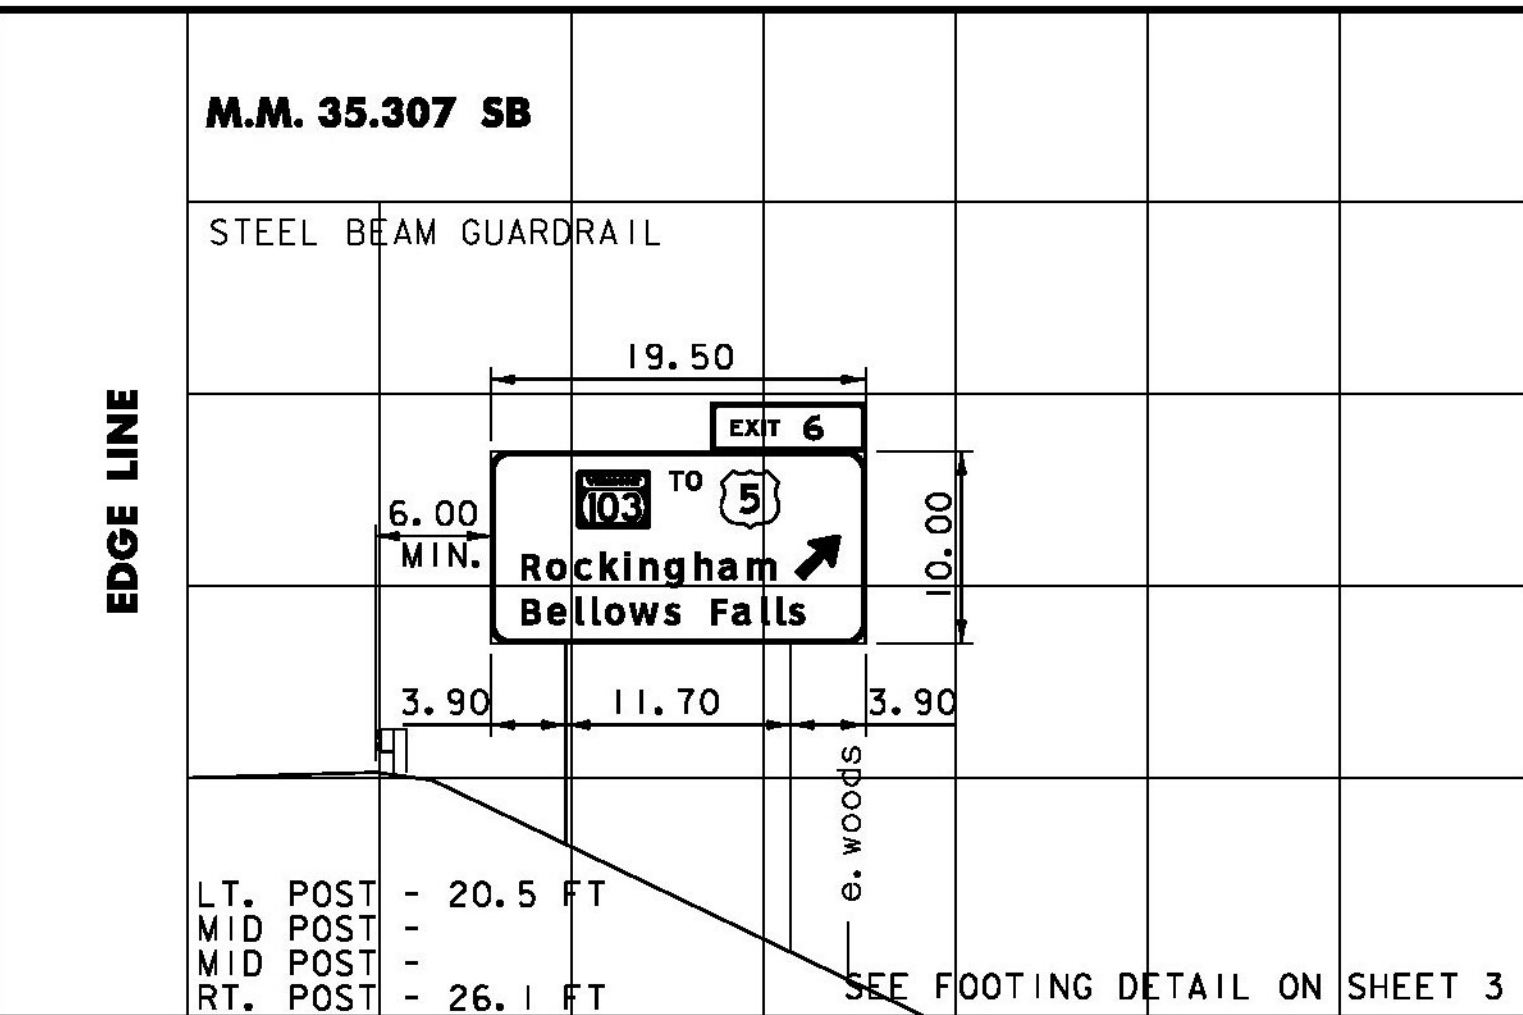 M.M. 35.307 SB
STEEL BEAM GUARDRAIL
19.50
EXIT 6
VERMONT
103 TO 5
6.00
MIN.
Rockingham
Bellows Falls
10.00
EDGE LINE
3.90 11.70 3.90
e. woods
LT. POST - 20.5 FT
MID POST -
MID POST -
RT. POST - 26.1 FT
SEE FOOTING DETAIL ON SHEET 3